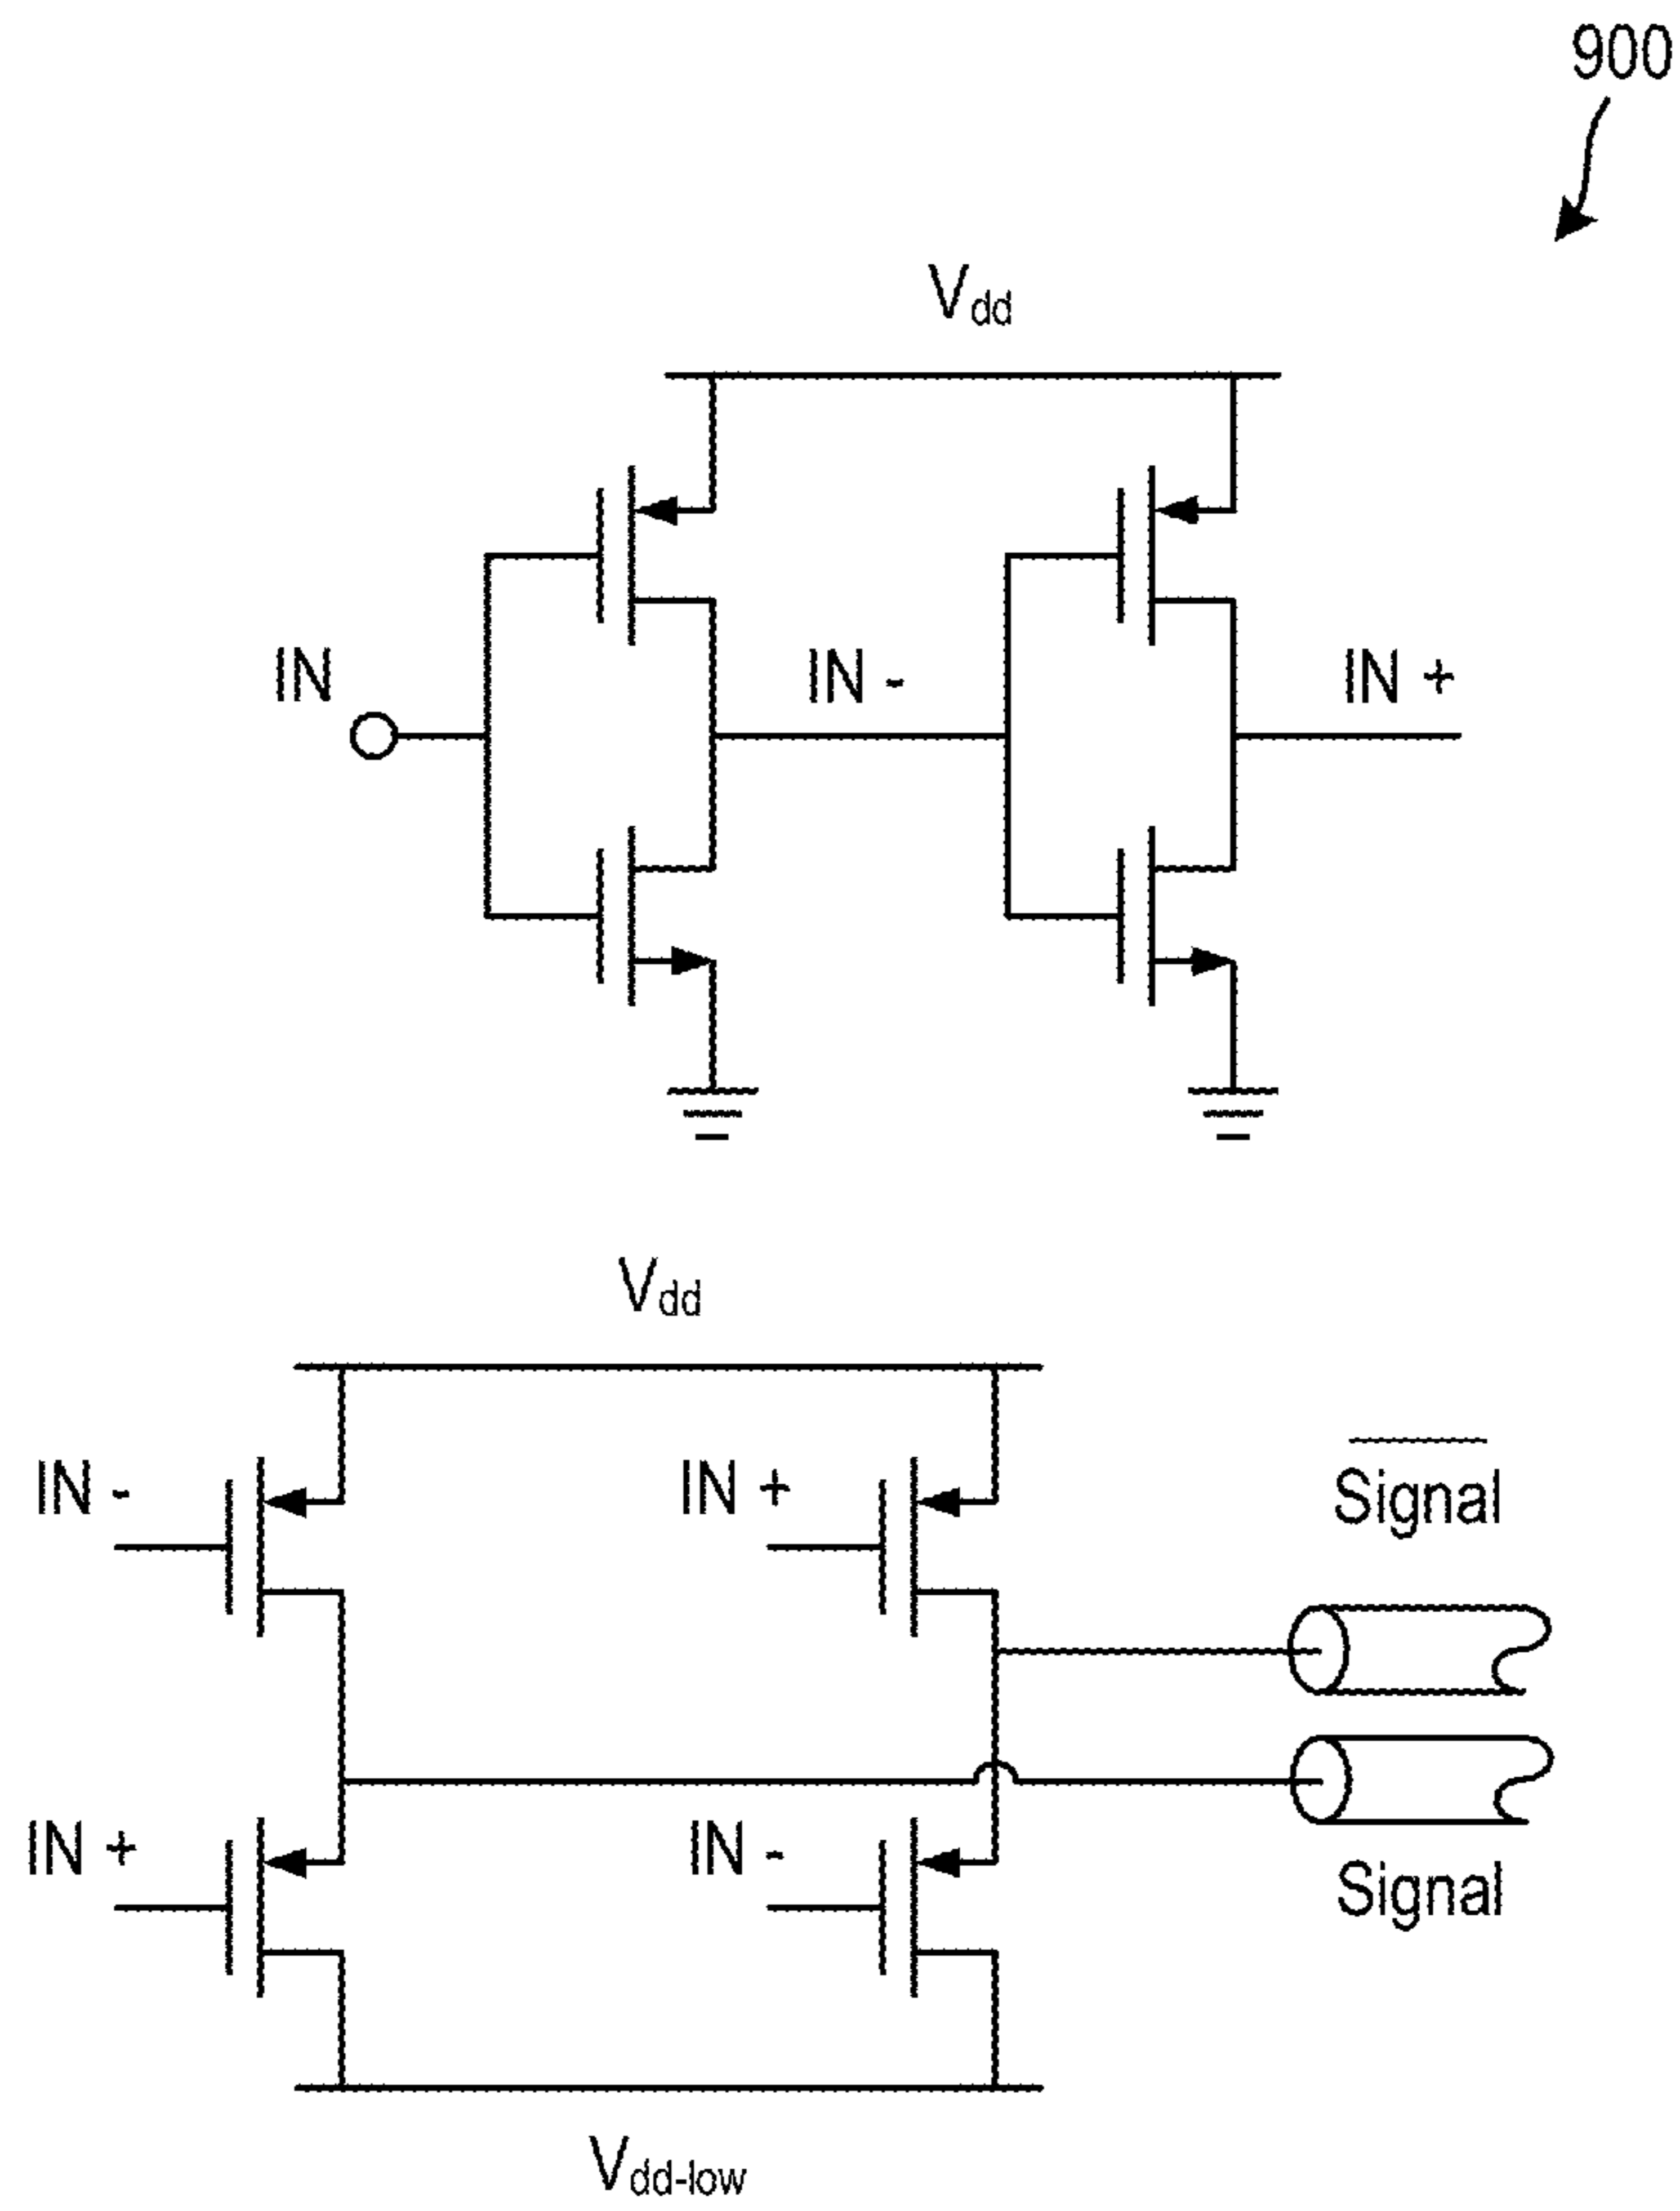 900
Vdd
IN
IN -
IN +
Vdd
IN -
IN +
Signal
IN +
IN -
Signal
Vdd-low